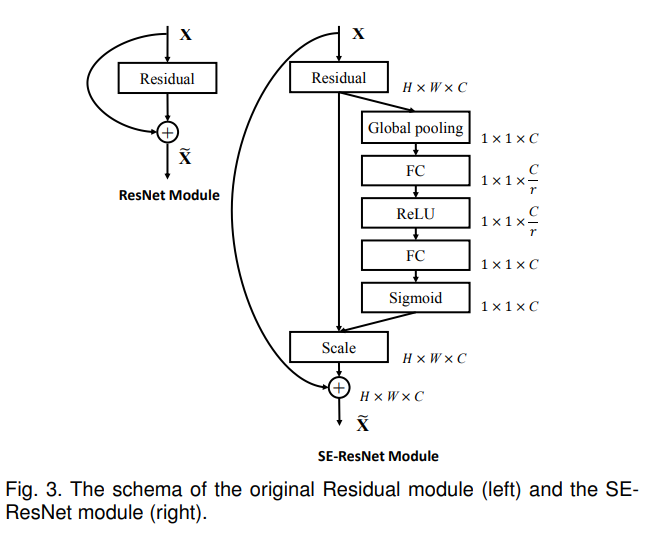 X
Residual
+
X̃
ResNet Module
X
Residual
H × W × C
Global pooling
1 × 1 × C
FC
1 × 1 × C/r
ReLU
1 × 1 × C/r
FC
1 × 1 × C
Sigmoid
1 × 1 × C
Scale
H × W × C
+
H × W × C
X̃
SE-ResNet Module
Fig. 3. The schema of the original Residual module (left) and the SE-
ResNet module (right).